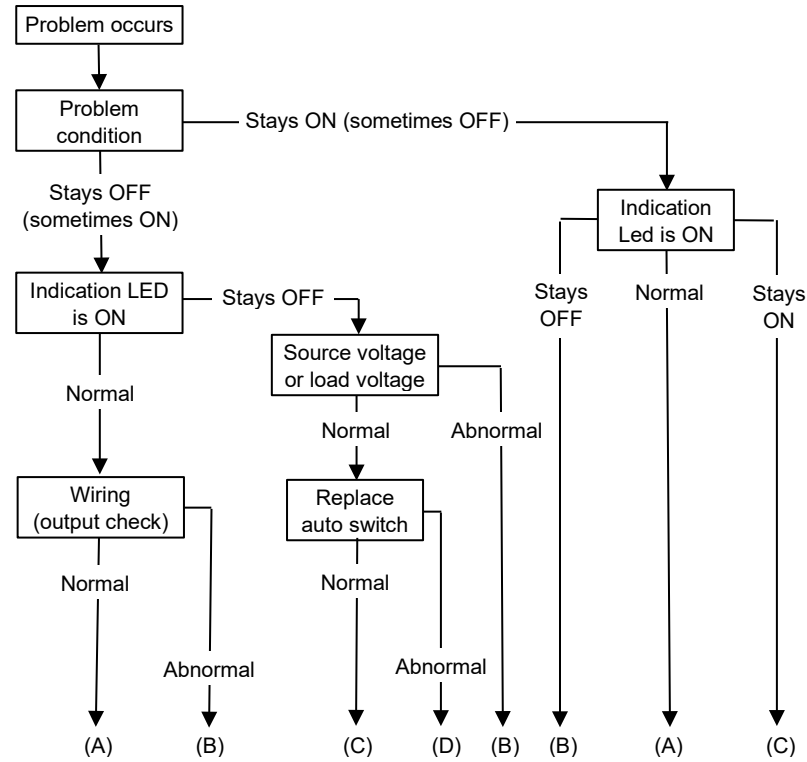 Problem occurs
Problem
condition
Stays ON (sometimes OFF)
Stays OFF
(sometimes ON)
Indication
Led is ON
Indication LED
is ON
Stays OFF
Stays
OFF
Normal
Stays
ON
Source voltage
or load voltage
Normal
Normal
Abnormal
Wiring
(output check)
Replace
auto switch
Normal
Normal
Abnormal
Abnormal
(A)
(B)
(C)
(D)
(B)
(B)
(A)
(C)